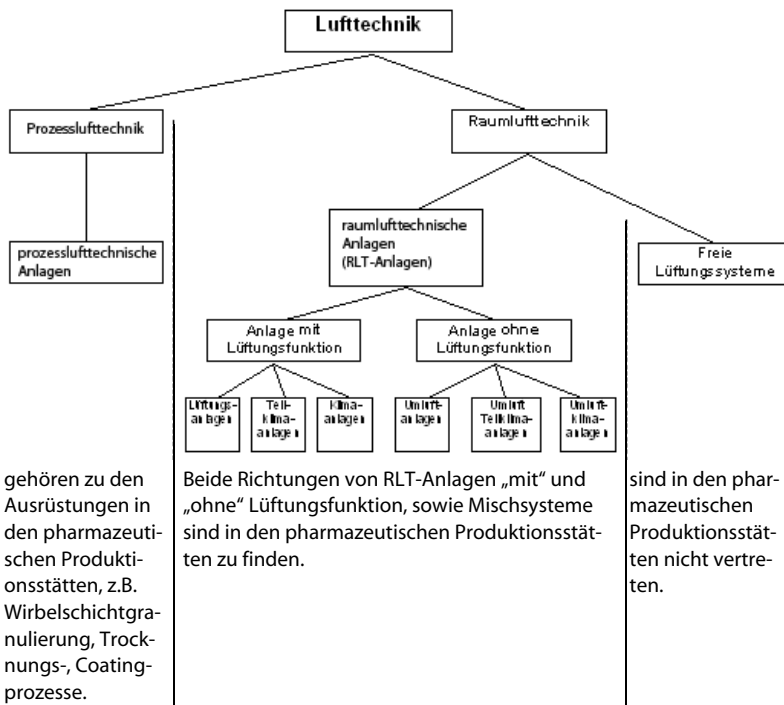 Lufttechnik
Prozesslufttechnik
Raumlufttechnik
prozesslufttechnische
Anlagen
raumlufttechnische
Anlagen
(RLT-Anlagen)
Freie
Lüftungssysteme
Anlage mit
Lüftungsfunktion
Anlage ohne
Lüftungsfunktion
Lüftungs-
anlagen
Teil-
klima-
anlagen
Klima-
anlagen
Umluft-
anlagen
Umluft
Teilklima-
anlagen
Umluft-
klima-
anlagen
gehören zu den
Ausrüstungen in
den pharmazeuti-
schen Produkti-
onsstätten, z.B.
Wirbelschichtgra-
nulierung, Trock-
nungs-, Coating-
prozesse.
Beide Richtungen von RLT-Anlagen „mit“ und
„ohne“ Lüftungsfunktion, sowie Mischsysteme
sind in den pharmazeutischen Produktionsstät-
ten zu finden.
sind in den phar-
mazeutischen
Produktionsstät-
ten nicht vertre-
ten.